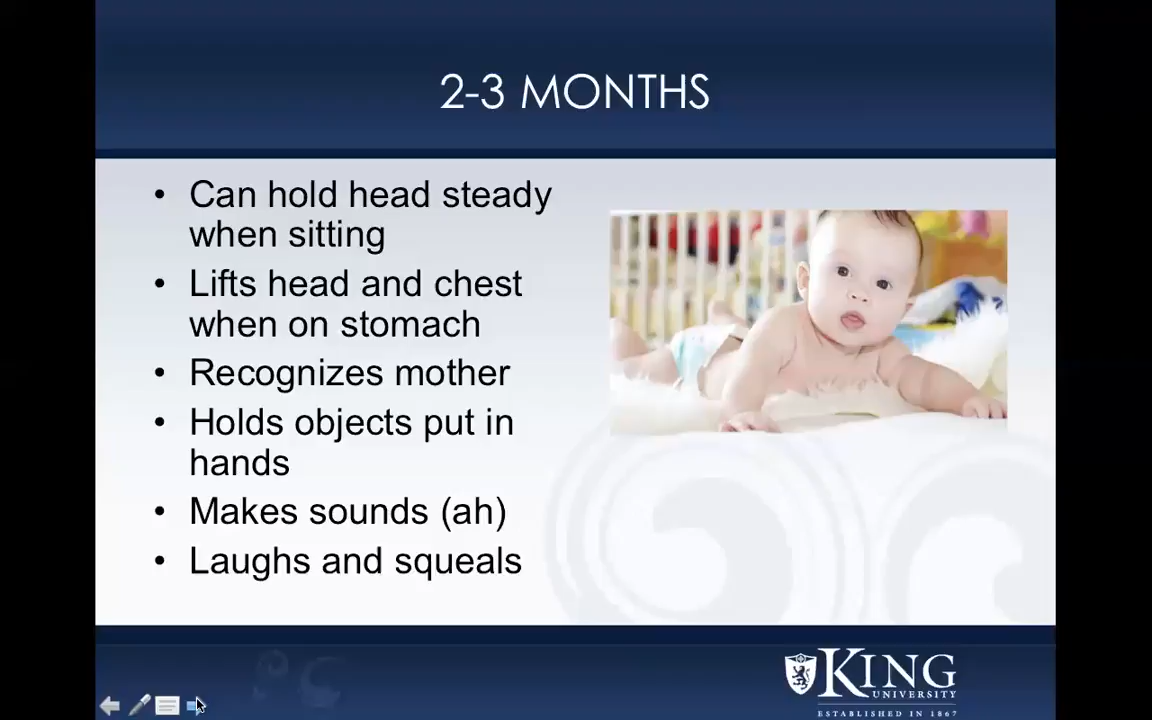 2-3 MONTHS
• Can hold head steady
when sitting
• Lifts head and chest
when on stomach
• Recognizes mother
• Holds objects put in
hands
• Makes sounds (ah)
• Laughs and squeals
KING
UNIVERSITY
ESTABLISHED IN 1867